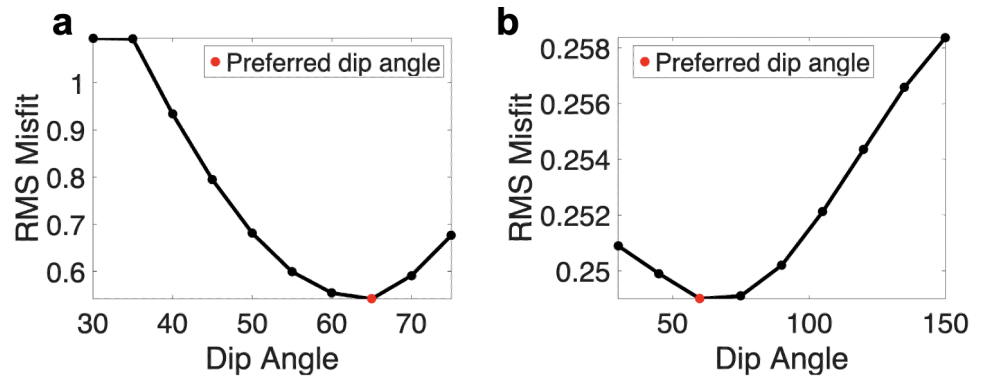 a
Preferred dip angle
1
0.9
0.8
0.7
0.6
RMS Misfit
30 40 50 60 70
Dip Angle
b
Preferred dip angle
0.258
0.256
0.254
0.252
0.25
RMS Misfit
50 100 150
Dip Angle